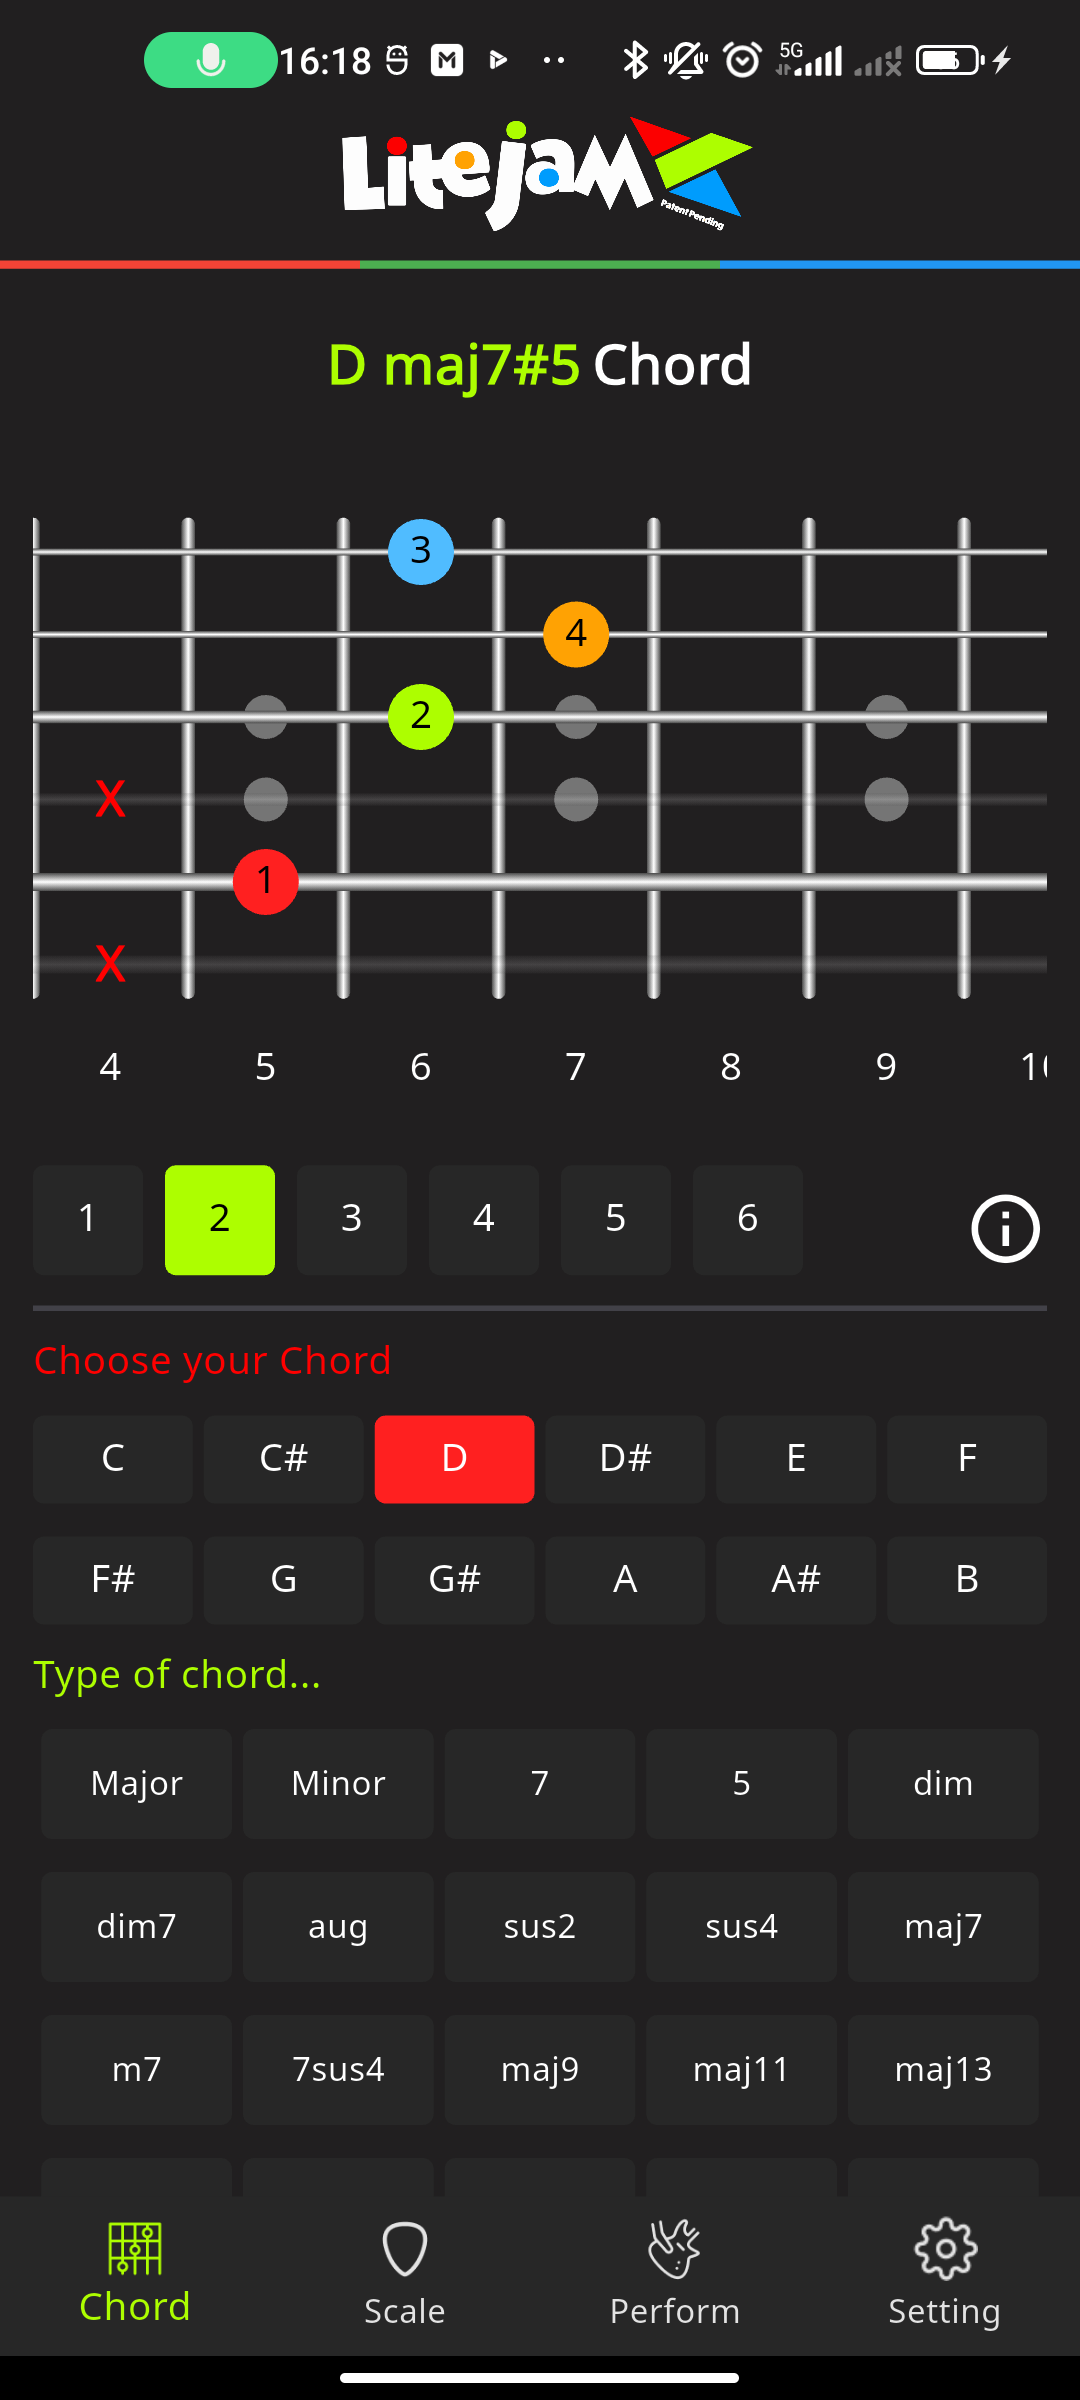 16:18 5G
LiteJam
Patent Pending
D maj7#5 Chord
3
4
2
X
1
X
4 5 6 7 8 9
1 2 3 4 5 6
Choose your Chord
C C# D D# E F
F# G G# A A# B
Type of chord...
Major Minor 7 5 dim
dim7 aug sus2 sus4 maj7
m7 7sus4 maj9 maj11 maj13
Chord Scale Perform Setting